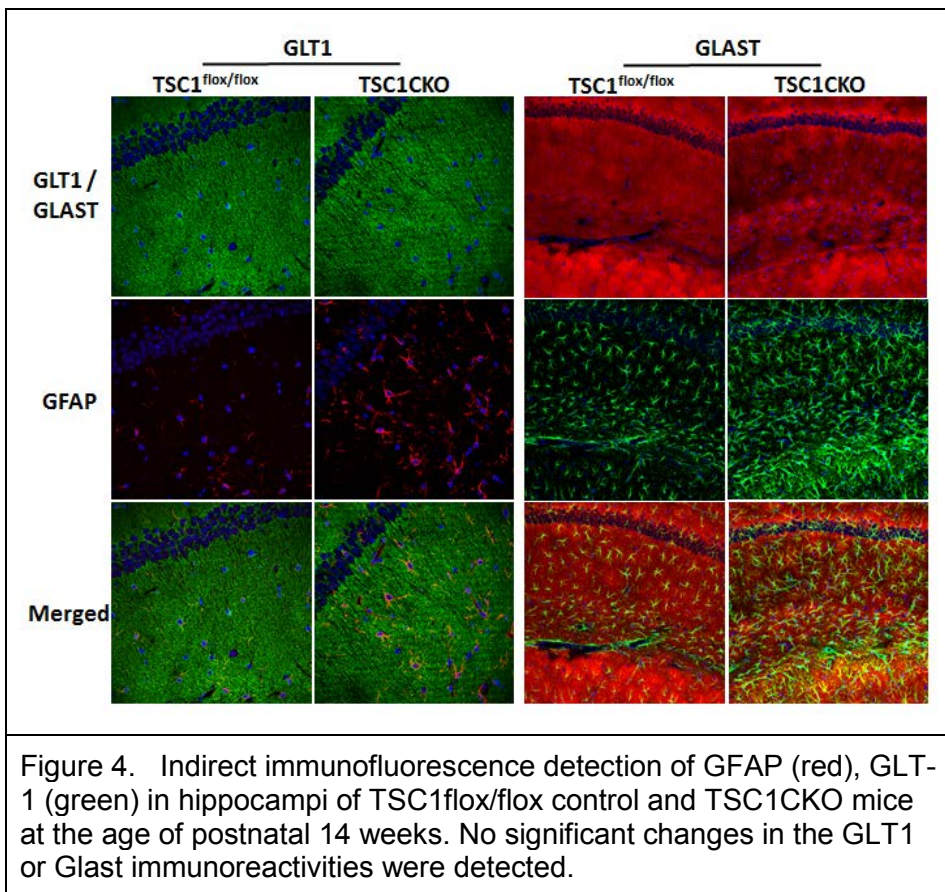 GLT1 GLAST
TSC1flox/flox TSC1CKO TSC1flox/flox TSC1CKO
GLT1 /
GLAST
GFAP
Merged
Figure 4. Indirect immunofluorescence detection of GFAP (red), GLT-
1 (green) in hippocampi of TSC1flox/flox control and TSC1CKO mice
at the age of postnatal 14 weeks. No significant changes in the GLT1
or Glast immunoreactivities were detected.